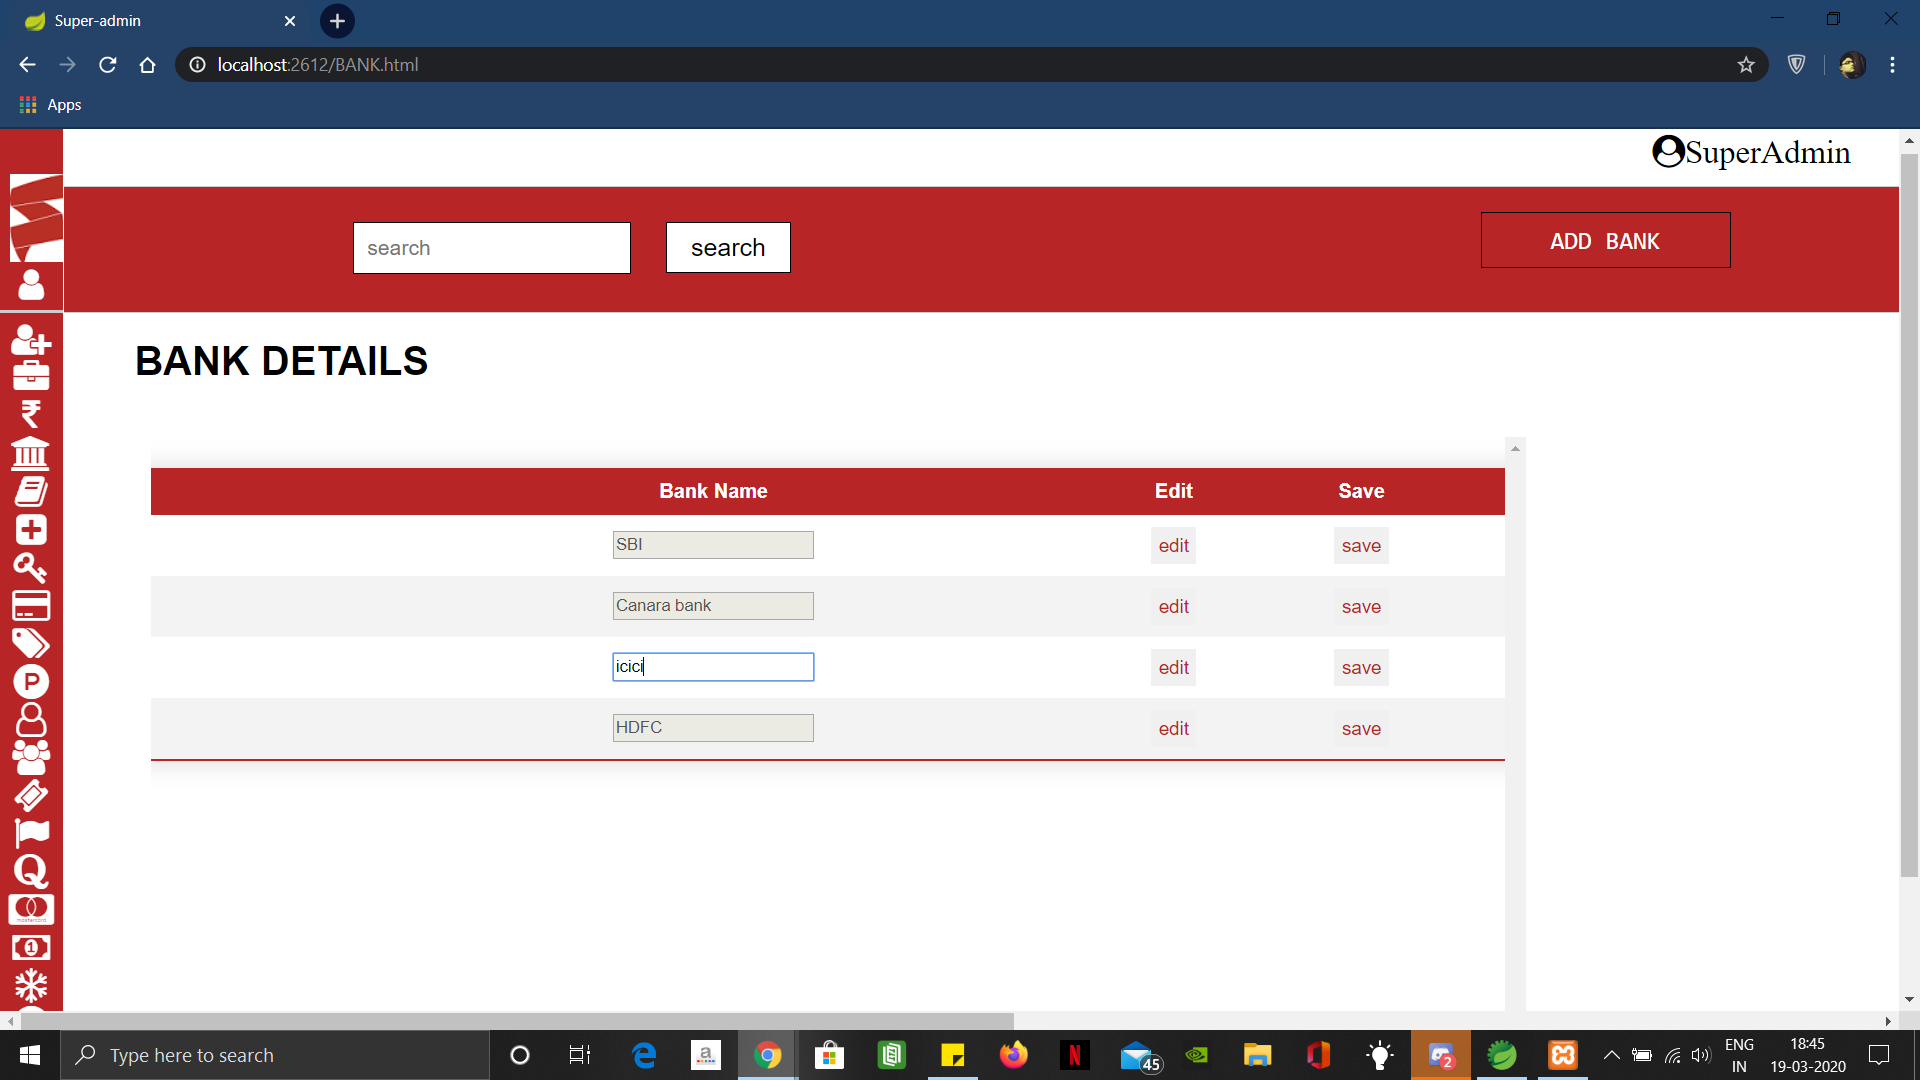 Super-admin
localhost:2612/BANK.html
Apps
SuperAdmin
search
search
ADD BANK
BANK DETAILS
Bank Name Edit Save
SBI edit save
Canara bank edit save
icici edit save
HDFC edit save
P
Q
mastercard
1
Type here to search
a
N
45
2
ENG
IN
18:45
19-03-2020